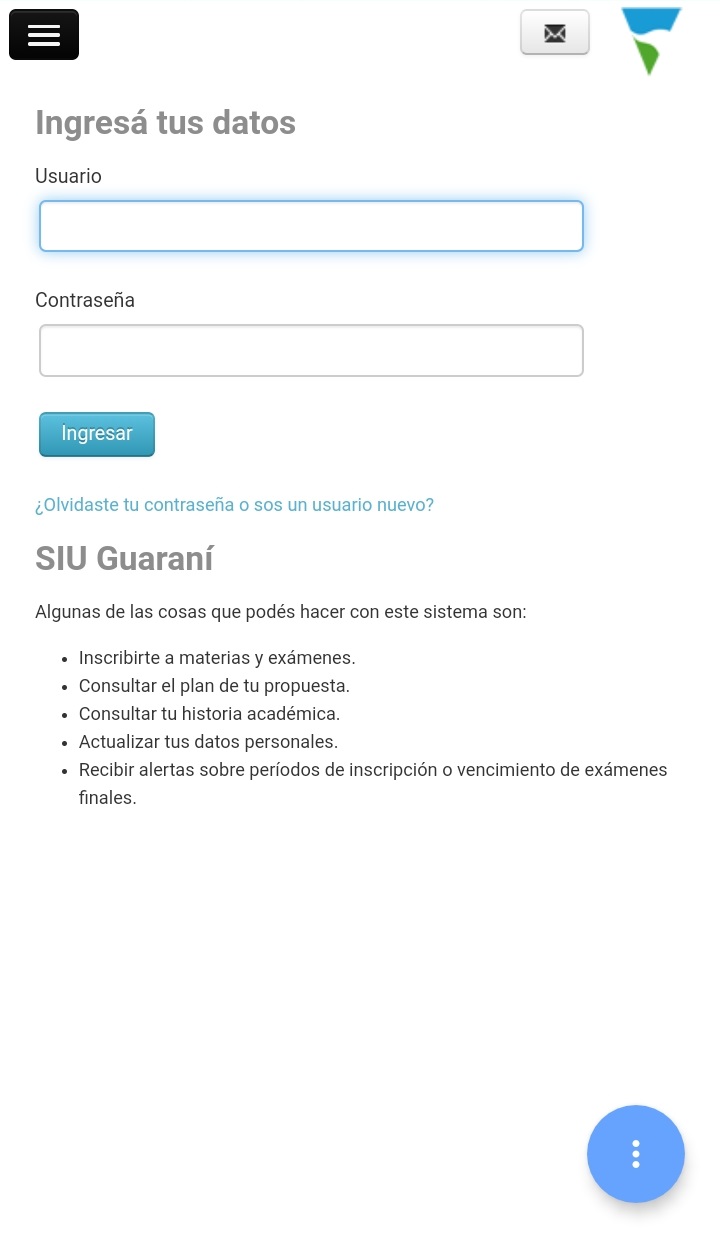 Ingresá tus datos
Usuario
Contraseña
Ingresar
¿Olvidaste tu contraseña o sos un usuario nuevo?
SIU Guaraní
Algunas de las cosas que podés hacer con este sistema son:
• Inscribirte a materias y exámenes.
• Consultar el plan de tu propuesta.
• Consultar tu historia académica.
• Actualizar tus datos personales.
• Recibir alertas sobre períodos de inscripción o vencimiento de exámenes
finales.